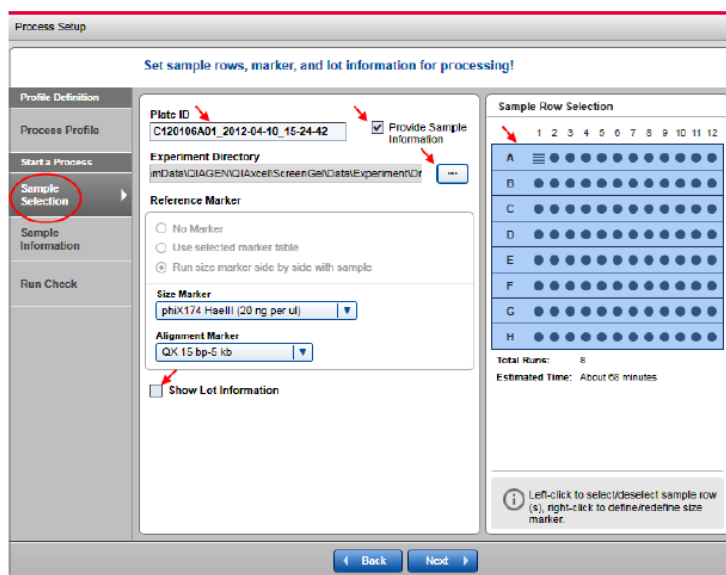 Process Setup
Set sample rows, marker, and lot information for processing!
Profile Definition
Process Profile
Start a Process
Sample
Selection
Sample
Information
Run Check
Plate ID
C120106A01_2012-04-10_15-24-42
Provide Sample
Information
Experiment Directory
mData\QIAGEN\QIAxcel\ScreenGel\Data\Experiment\Dr
...
Reference Marker
No Marker
Use selected marker table
Run size marker side by side with sample
Size Marker
phiX174 HaeIII (20 ng per ul)
Alignment Marker
QX 15 bp-5 kb
Show Lot Information
Sample Row Selection
1 2 3 4 5 6 7 8 9 10 11 12
A
B
C
D
E
F
G
H
Total Runs: 8
Estimated Time: About 68 minutes
Left-click to select/deselect sample row
(s), right-click to define/redefine size
marker.
Back
Next